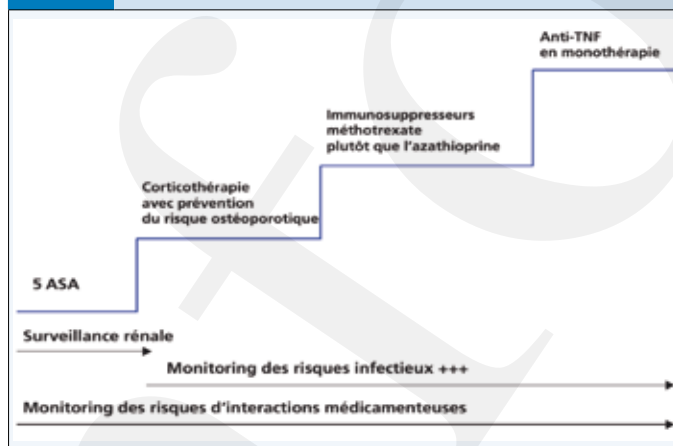 Anti-TNF
en monothérapie
Immunosuppresseurs
méthotrexate
plutôt que l'azathioprine
Corticothérapie
avec prévention
du risque ostéoporotique
5 ASA
Surveillance rénale
Monitoring des risques infectieux +++
Monitoring des risques d'interactions médicamenteuses